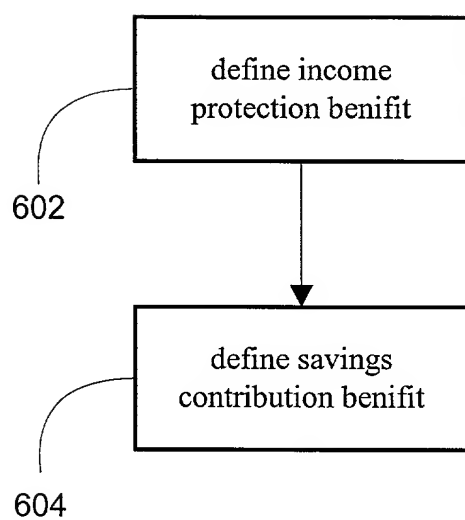 define income
protection benifit
602
define savings
contribution benifit
604